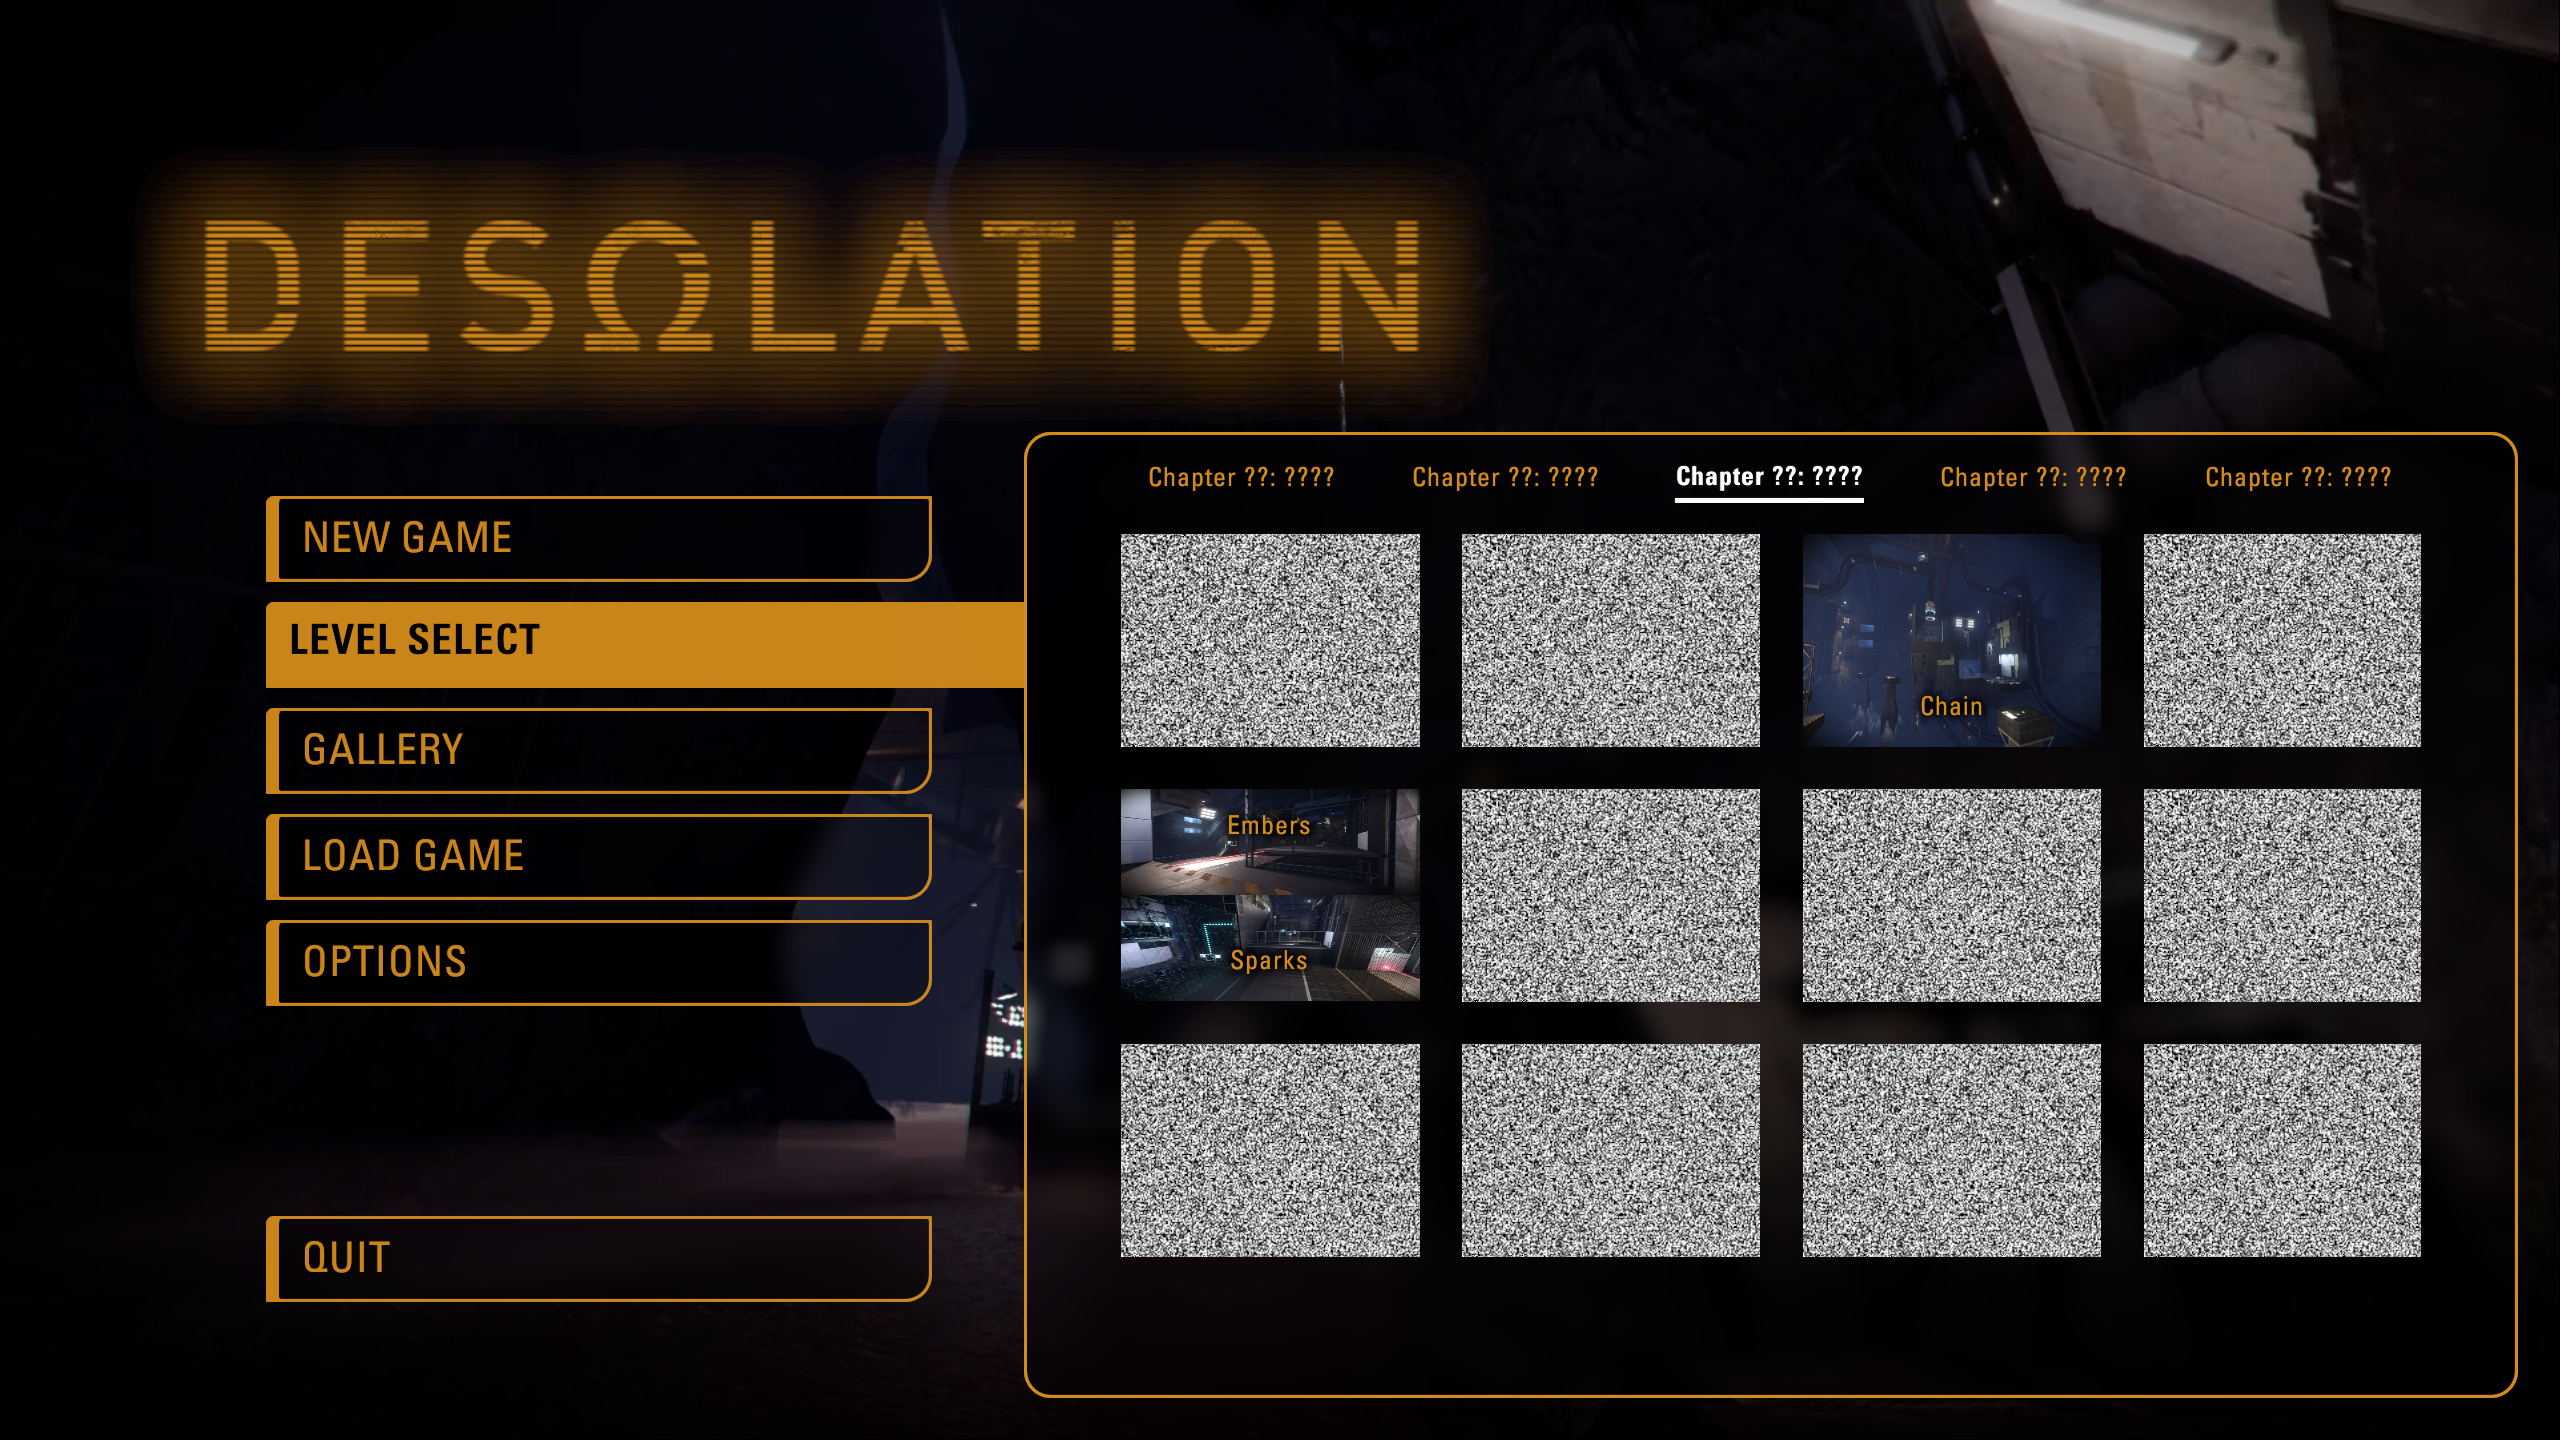 DESΩLATION
NEW GAME
LEVEL SELECT
GALLERY
LOAD GAME
OPTIONS
QUIT
Chapter ??: ???? Chapter ??: ???? Chapter ??: ???? Chapter ??: ???? Chapter ??: ????
Chain
Embers
Sparks